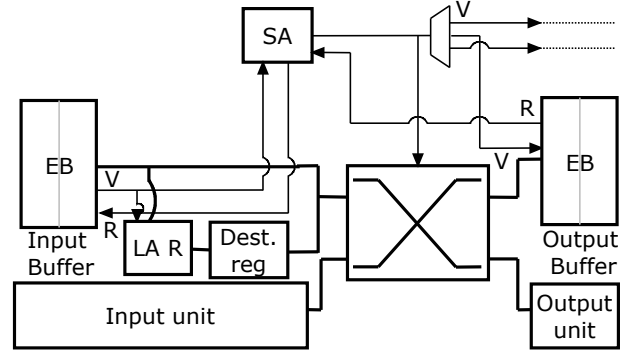 V
SA
R
EB
EB
V
V
R
Input
Buffer
LA R
Dest.
reg
Output
Buffer
Input unit
Output
unit